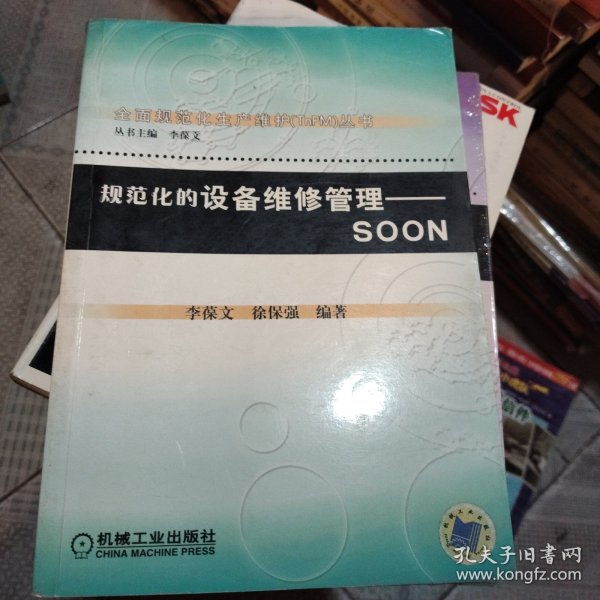 全面规范化生产维护(TnPM)丛书
丛书主编 李葆文
规范化的设备维修管理——
SOON
李葆文 徐保强 编著
机械工业出版社
CHINA MACHINE PRESS
SK
孔夫子旧书网
www.kongfz.com